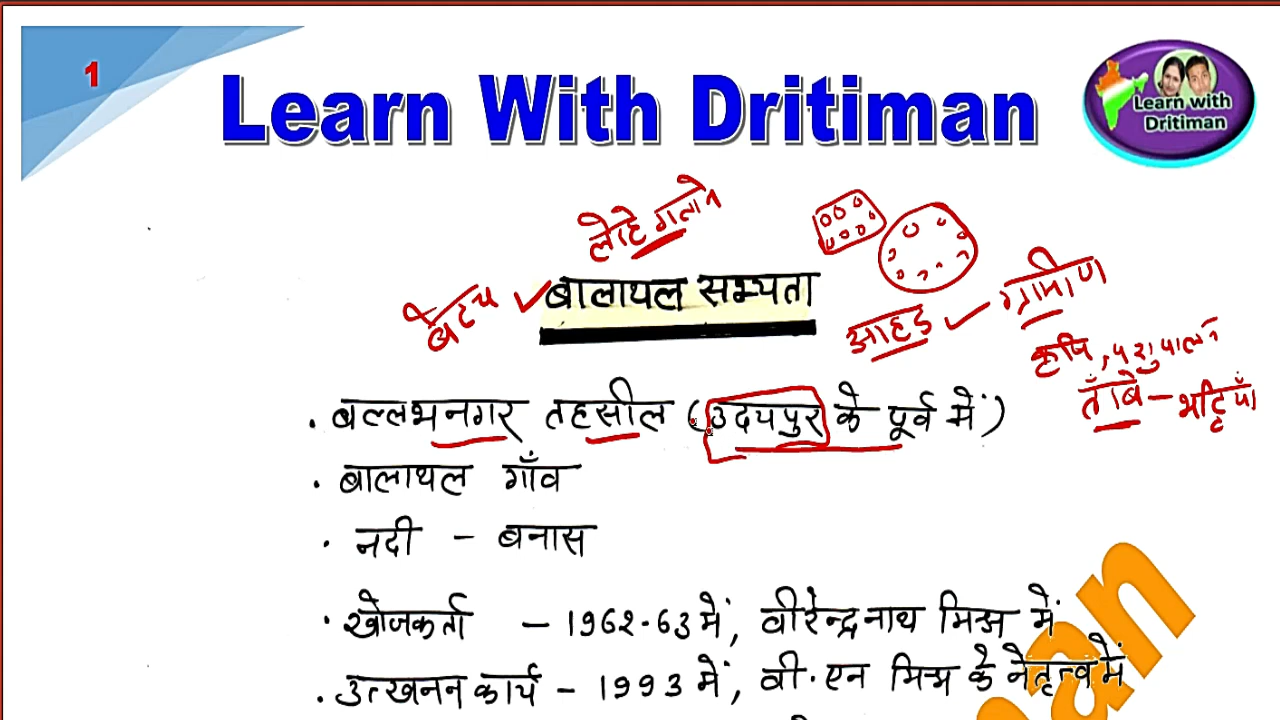 1
Learn With Dritiman
Learn with
Dritiman
लोहे गलाने
बालाथल सभ्यता
बेड़च
आहड़
ग्रामीण
कृषि, पशुपालन
ताँबे - भट्टियाँ
• बल्लभनगर तहसील (उदयपुर के पूर्व में)
• बालाथल गाँव
• नदी - बनास
• खोजकर्ता - 1962-63 में, वीरेन्द्रनाथ मिश्र में
• उत्खनन कार्य - 1993 में, वी.एन मिश्र के नेतृत्व में